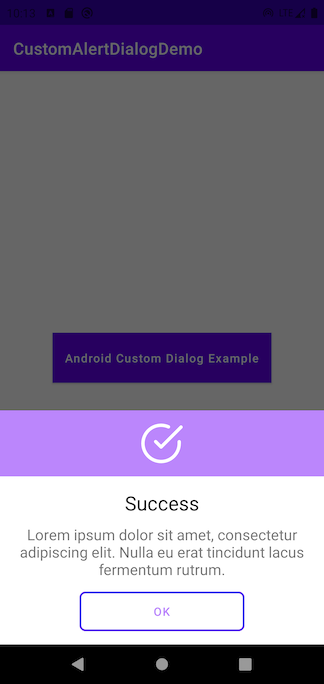 CustomAlertDialogDemo
Android Custom Dialog Example
Success
Lorem ipsum dolor sit amet, consectetur
adipiscing elit. Nulla eu erat tincidunt lacus
fermentum rutrum.
OK